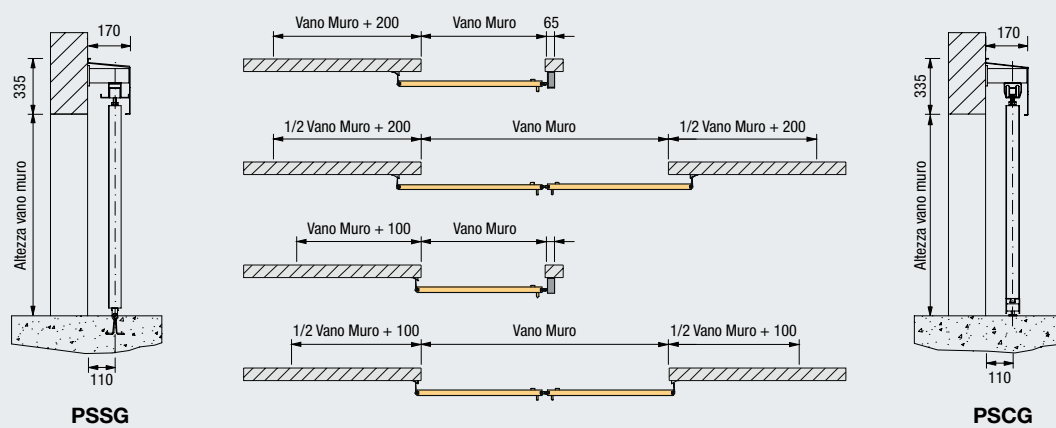 170
335
Altezza vano muro
110
PSSG
Vano Muro + 200 Vano Muro 65
1/2 Vano Muro + 200 Vano Muro 1/2 Vano Muro + 200
Vano Muro + 100 Vano Muro
1/2 Vano Muro + 100 Vano Muro 1/2 Vano Muro + 100
170
335
Altezza vano muro
110
PSCG